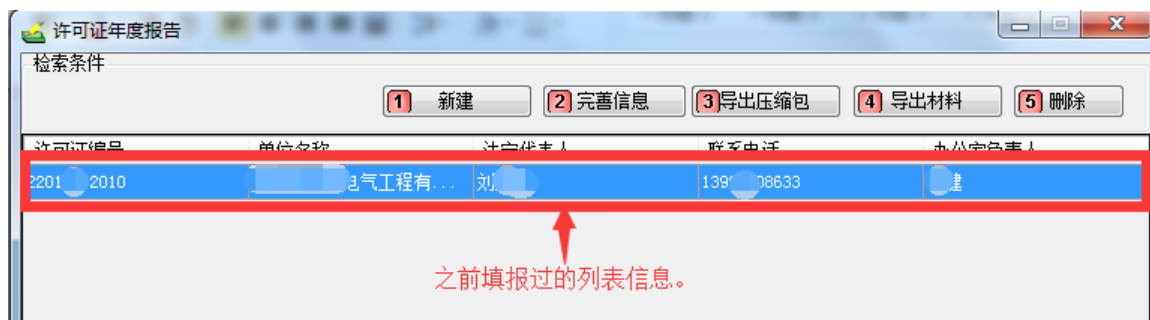 许可证年度报告
检索条件
1 新建 2 完善信息 3 导出压缩包 4 导出材料 5 删除
许可证编号 单位名称 法定代表人 联系电话 办公室负责人
2201 2010 电气工程有... 刘 139 08633 建
之前填报过的列表信息。